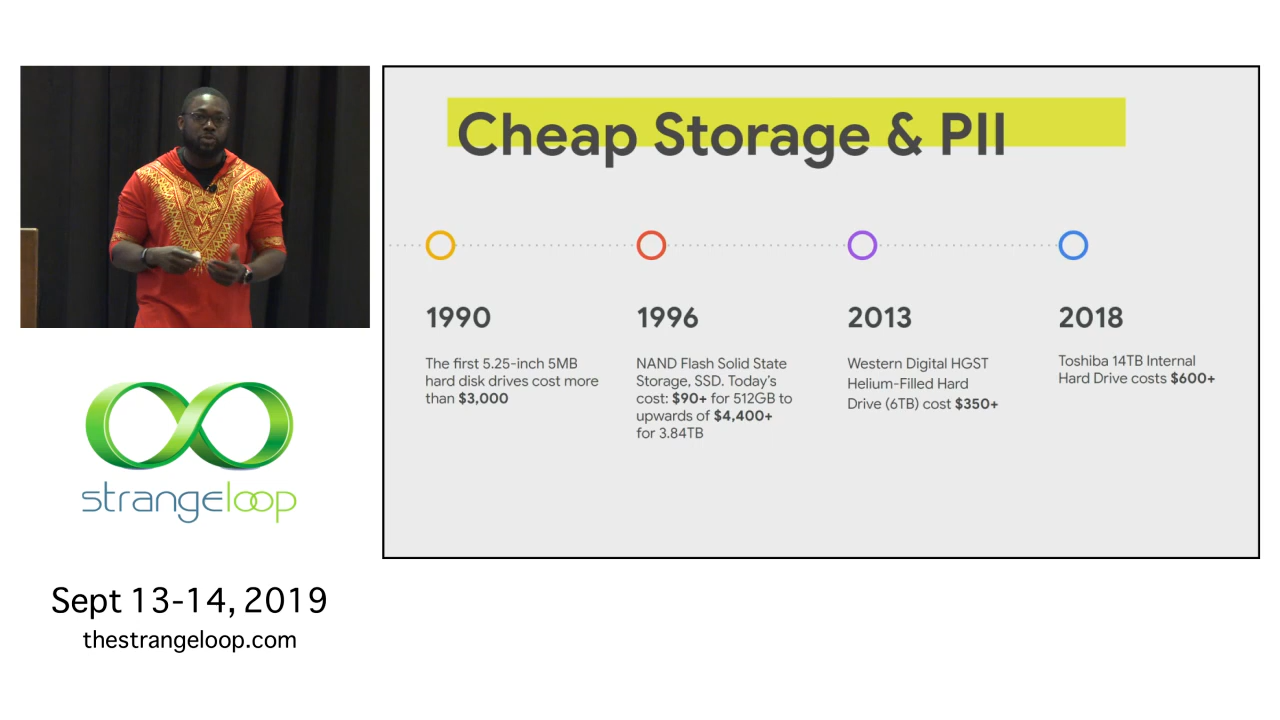 Cheap Storage & PII
1990
The first 5.25-inch 5MB
hard disk drives cost more
than $3,000
1996
NAND Flash Solid State
Storage, SSD. Today's
cost: $90+ for 512GB to
upwards of $4,400+
for 3.84TB
2013
Western Digital HGST
Helium-Filled Hard
Drive (6TB) cost $350+
2018
Toshiba 14TB Internal
Hard Drive costs $600+
strangeloop
Sept 13-14, 2019
thestrangeloop.com